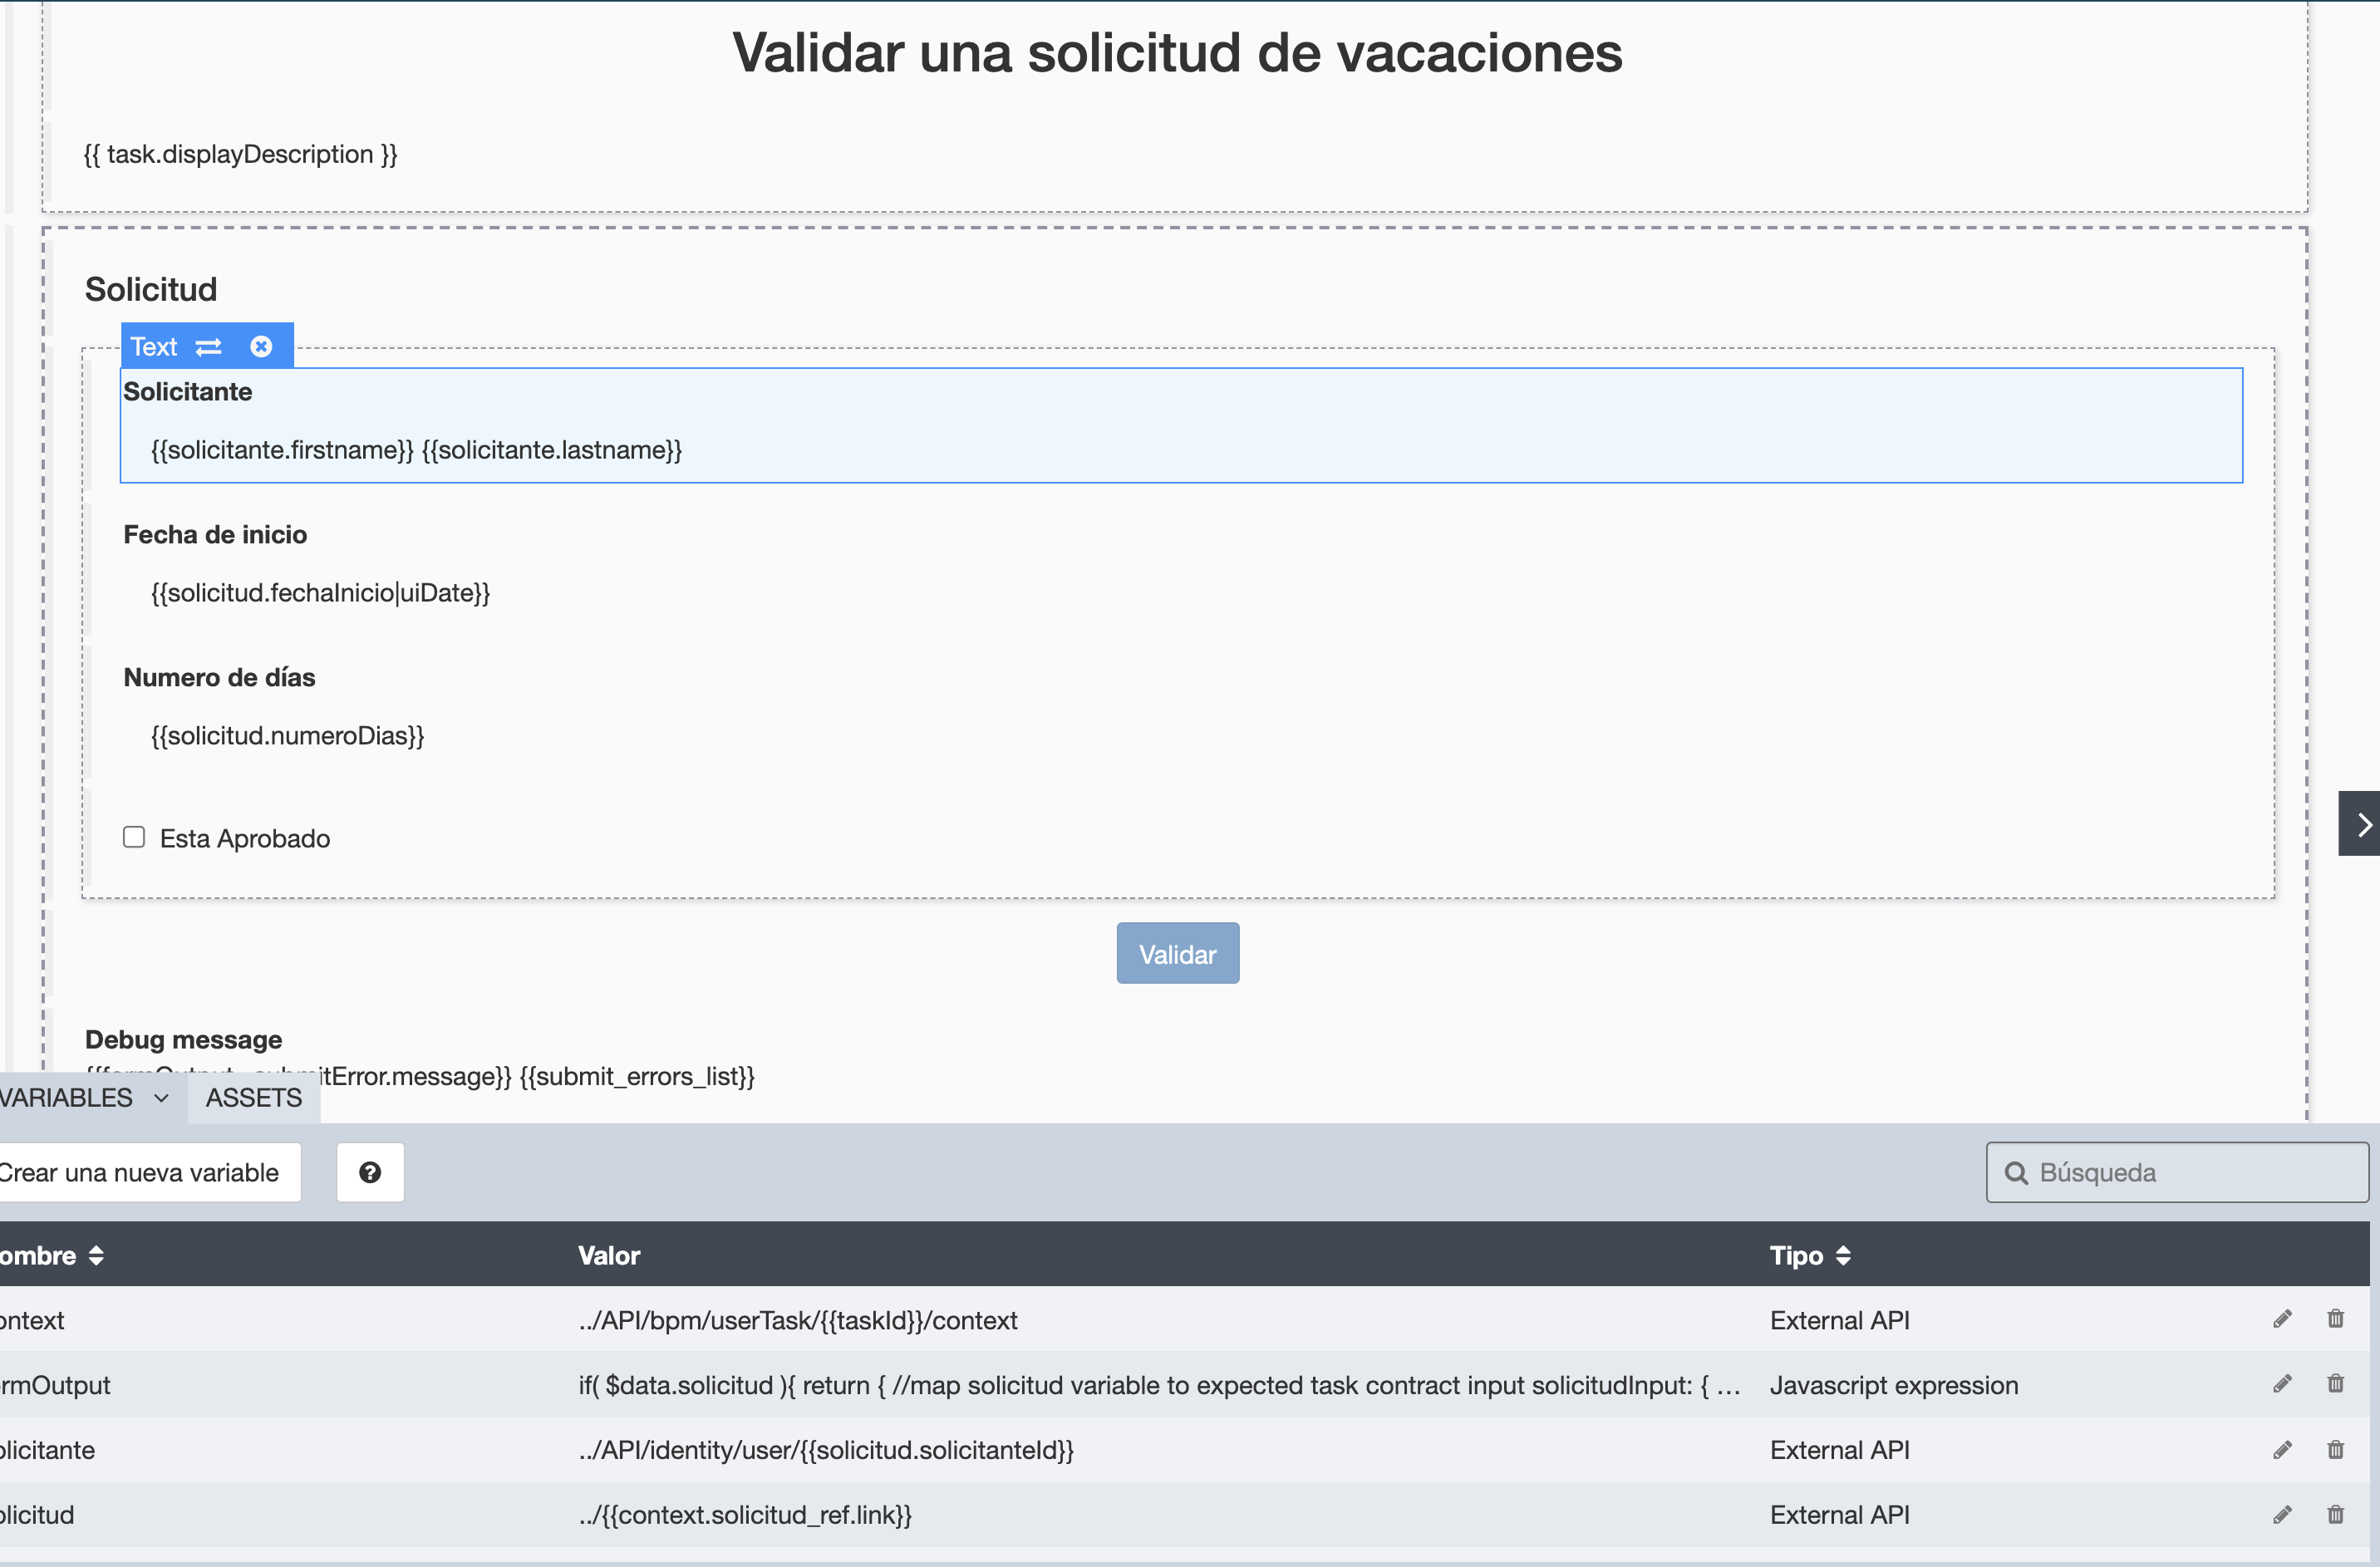 Validar una solicitud de vacaciones
{{ task.displayDescription }}
Solicitud
Text
Solicitante
{{solicitante.firstname}} {{solicitante.lastname}}
Fecha de inicio
{{solicitud.fechaInicio|uiDate}}
Numero de días
{{solicitud.numeroDias}}
Esta Aprobado
Validar
Debug message
itError.message}} {{submit_errors_list}}
VARIABLES ASSETS
Crear una nueva variable ? Búsqueda
ombre Valor Tipo
ontext ../API/bpm/userTask/{{taskId}}/context External API
rmOutput if( $data.solicitud ){ return { //map solicitud variable to expected task contract input solicitudInput: { … Javascript expression
olicitante ../API/identity/user/{{solicitud.solicitanteId}} External API
olicitud ../{{context.solicitud_ref.link}} External API